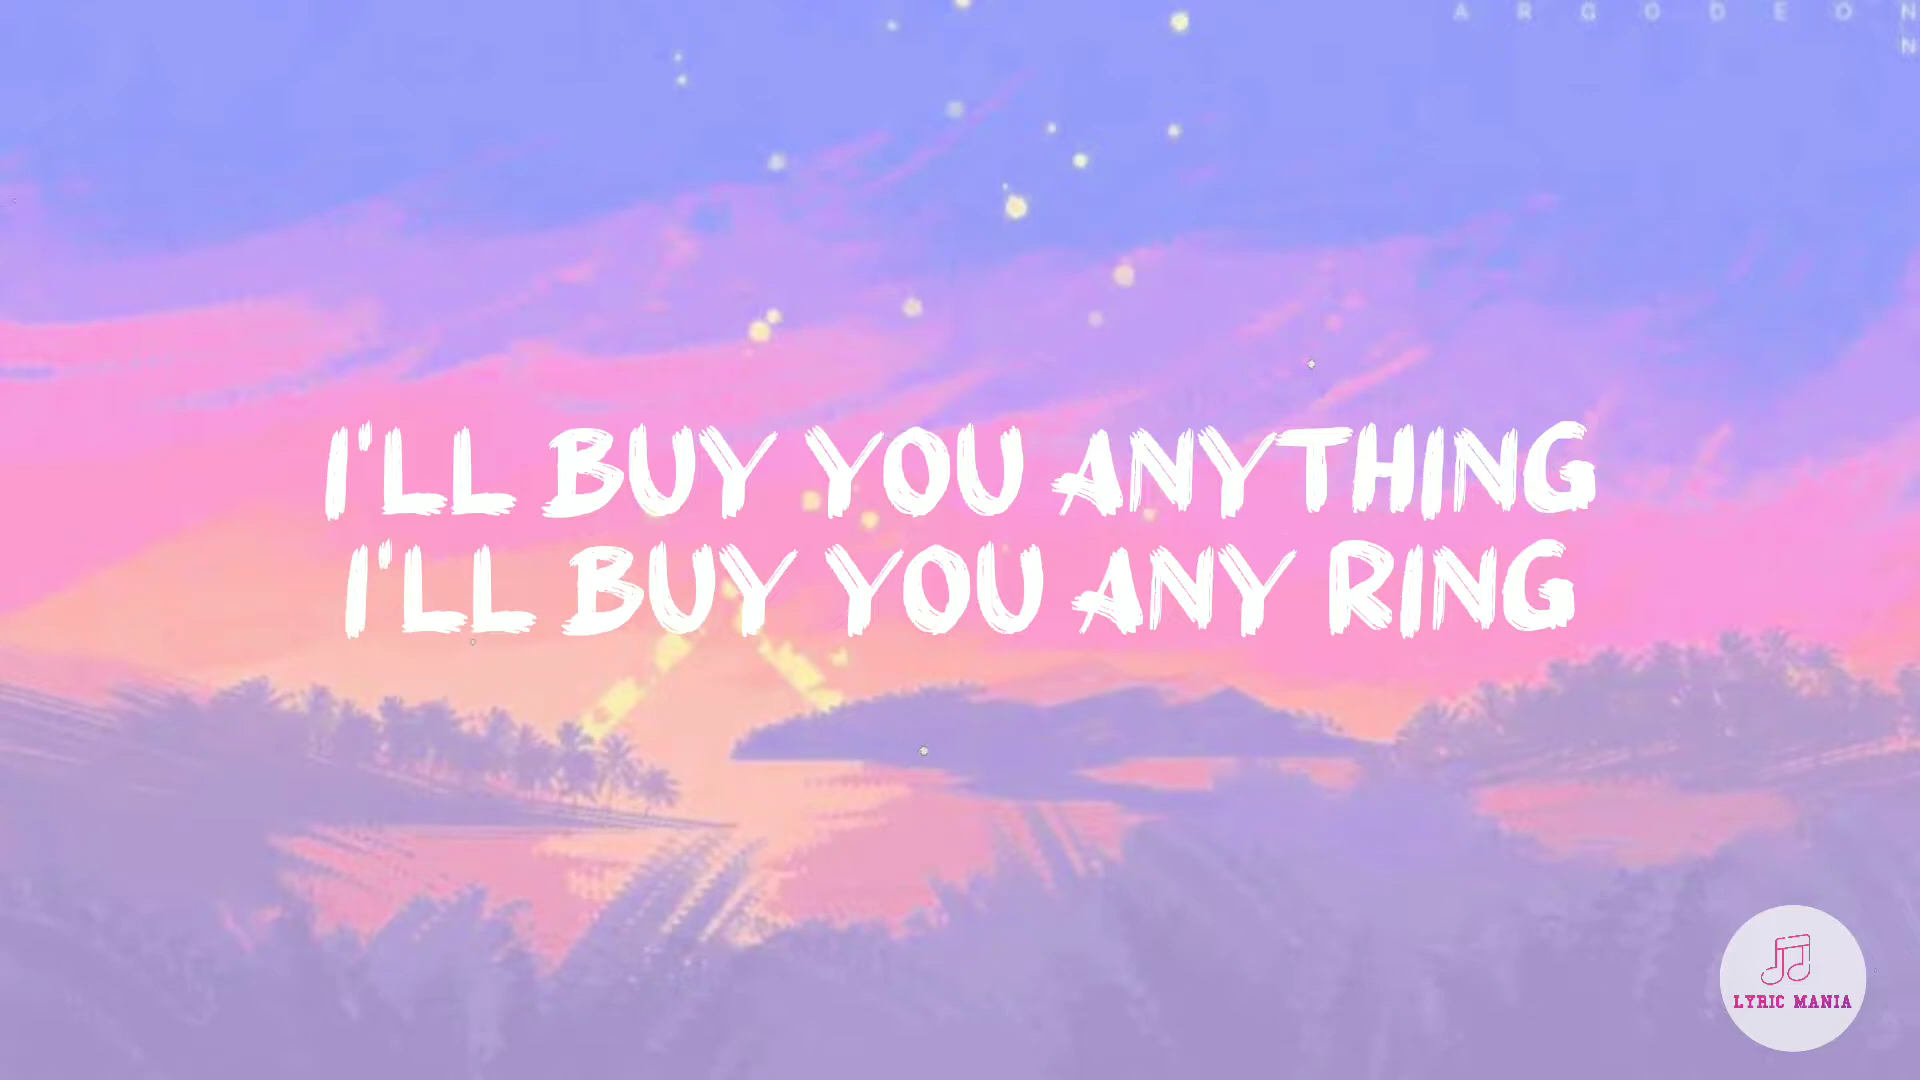 A R G O D E O N
N
I'LL BUY YOU ANYTHING
I'LL BUY YOU ANY RING
LYRIC MANIA